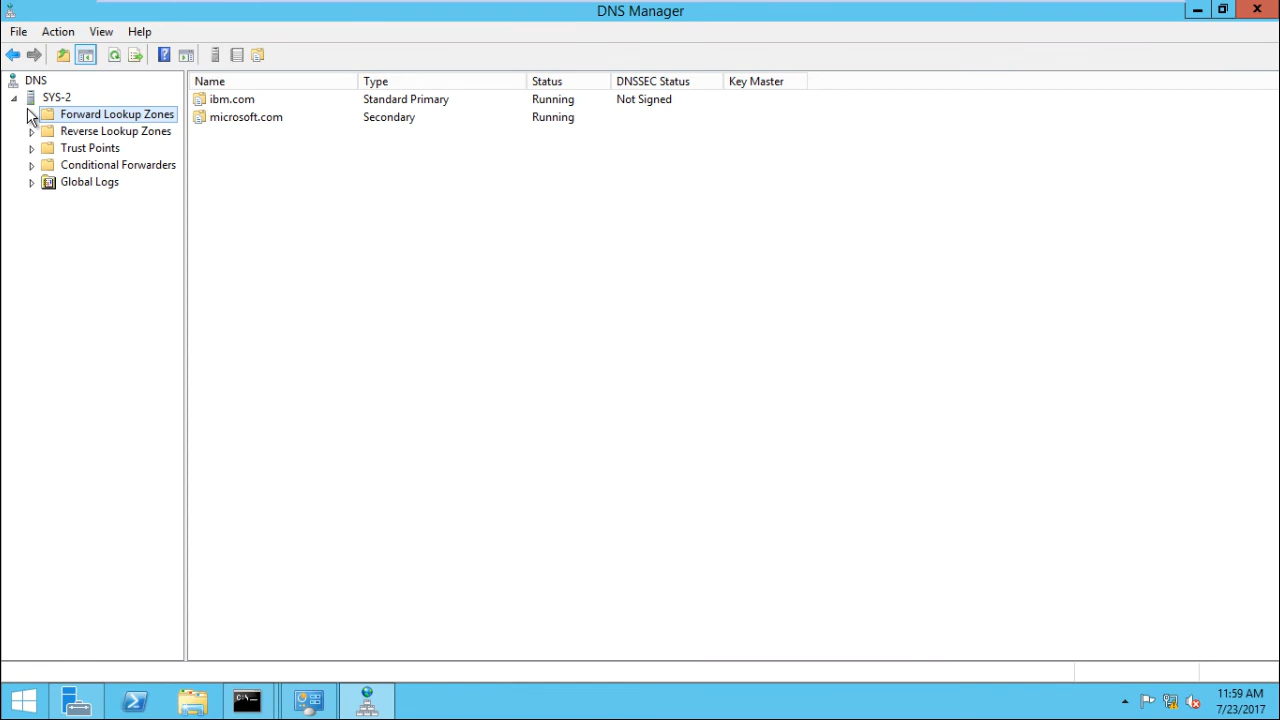 DNS Manager
File Action View Help
DNS
SYS-2
Forward Lookup Zones
Reverse Lookup Zones
Trust Points
Conditional Forwarders
Global Logs
Name Type Status DNSSEC Status Key Master
ibm.com Standard Primary Running Not Signed
microsoft.com Secondary Running
11:59 AM
7/23/2017